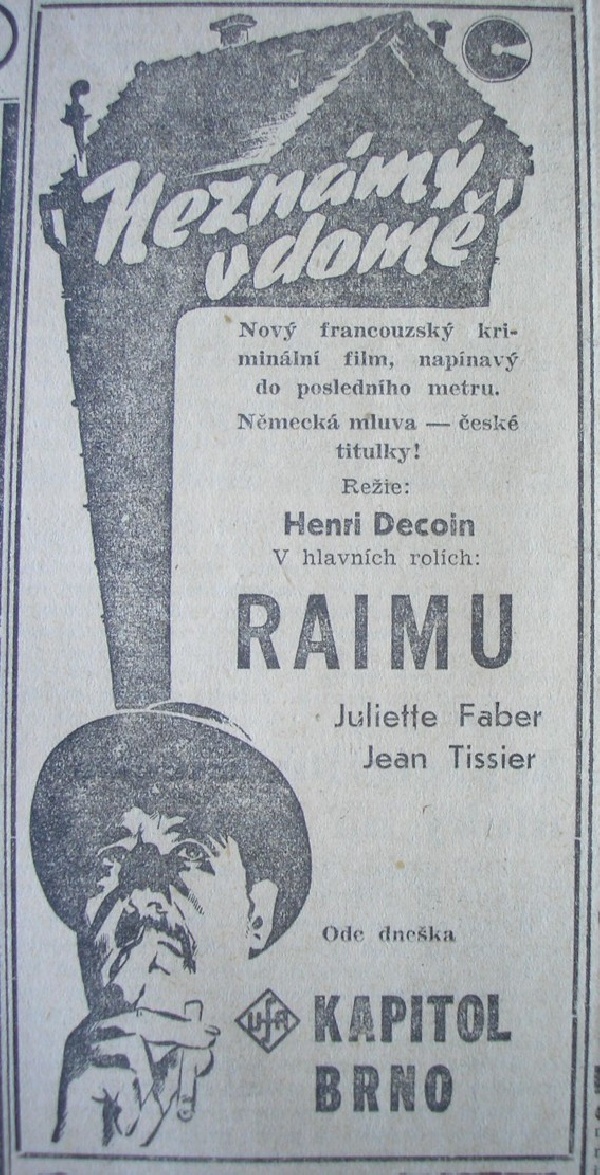 C
Neznámý
v domě
Nový francouzský kri-
minální film, napínavý
do posledního metru.
Německá mluva — české
titulky!
Režie:
Henri Decoin
V hlavních rolích:
RAIMU
Juliette Faber
Jean Tissier
Ode dneška
UFA KAPITOL
BRNO